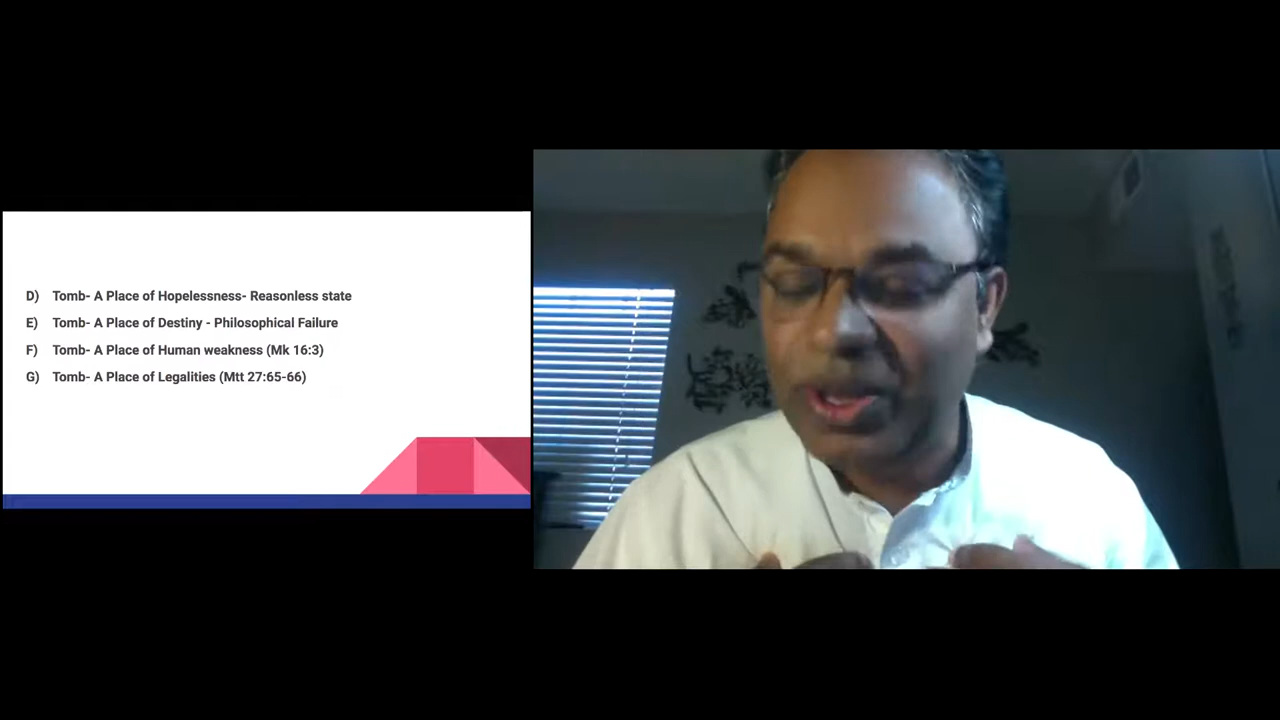 D) Tomb- A Place of Hopelessness- Reasonless state
E) Tomb- A Place of Destiny - Philosophical Failure
F) Tomb- A Place of Human weakness (Mk 16:3)
G) Tomb- A Place of Legalities (Mtt 27:65-66)